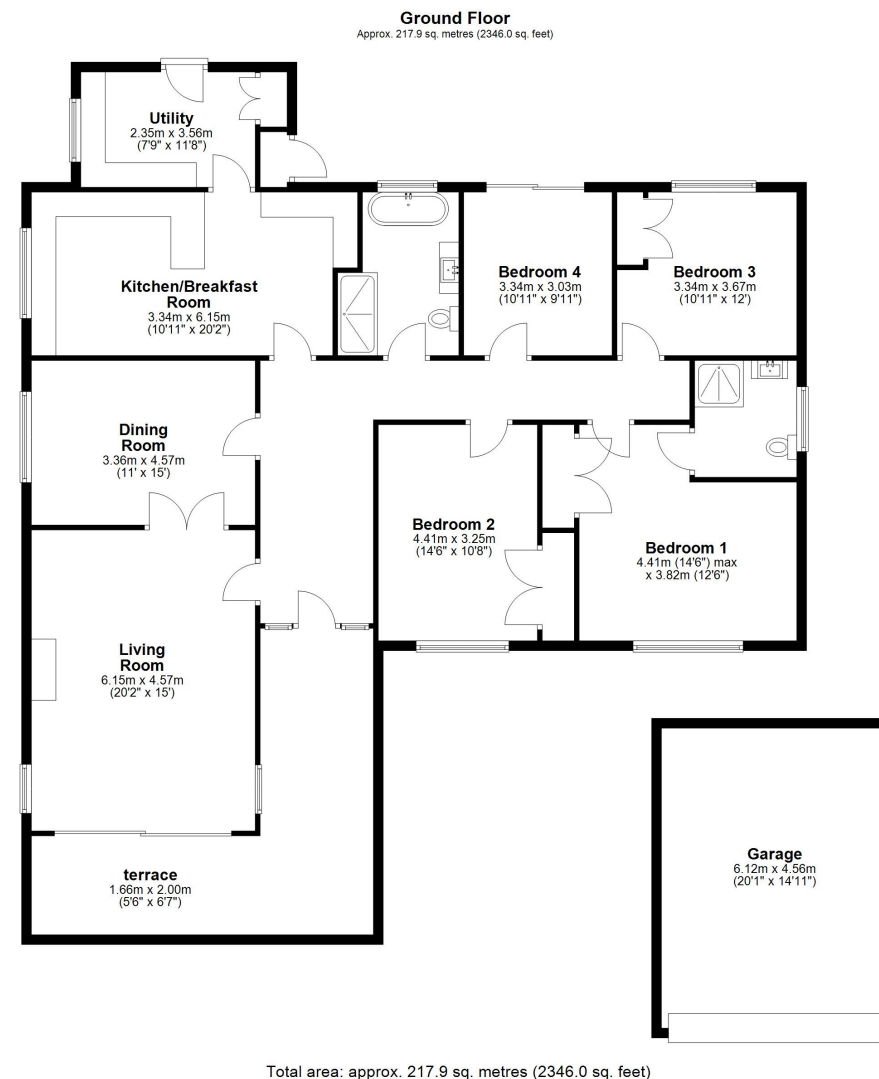 Ground Floor
Approx. 217.9 sq. metres (2346.0 sq. feet)
Utility
2.35m x 3.56m
(7'9" x 11'8")
Kitchen/Breakfast
Room
3.34m x 6.15m
(10'11" x 20'2")
Bedroom 4
3.34m x 3.03m
(10'11" x 9'11")
Bedroom 3
3.34m x 3.67m
(10'11" x 12')
Dining
Room
3.36m x 4.57m
(11' x 15')
Bedroom 2
4.41m x 3.25m
(14'6" x 10'8")
Bedroom 1
4.41m (14'6") max
x 3.82m (12'6")
Living
Room
6.15m x 4.57m
(20'2" x 15')
terrace
1.66m x 2.00m
(5'6" x 6'7")
Garage
6.12m x 4.56m
(20'1" x 14'11")
Total area: approx. 217.9 sq. metres (2346.0 sq. feet)